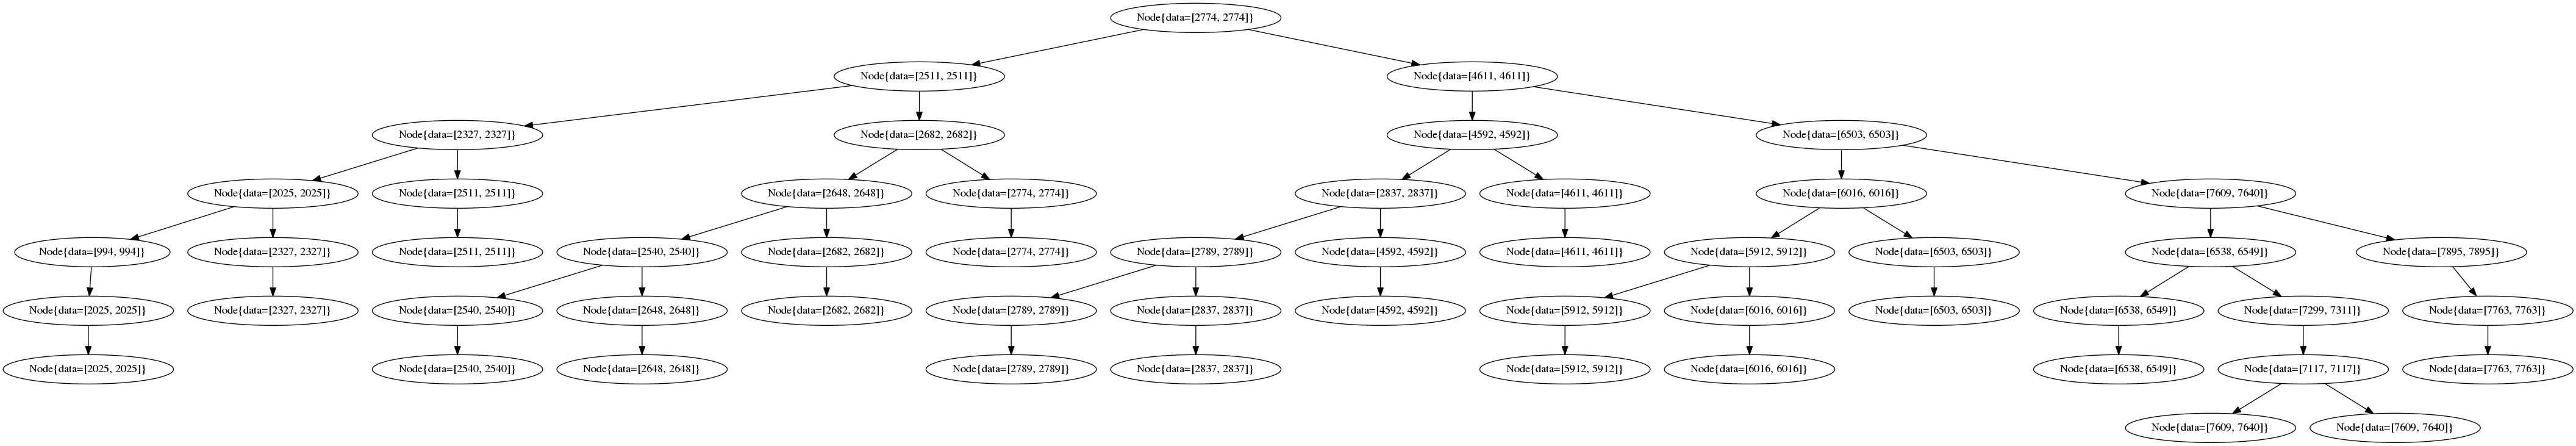 Node{data=[2774, 2774]}
Node{data=[2511, 2511]}
Node{data=[4611, 4611]}
Node{data=[2327, 2327]}
Node{data=[2682, 2682]}
Node{data=[4592, 4592]}
Node{data=[6503, 6503]}
Node{data=[2025, 2025]}
Node{data=[2511, 2511]}
Node{data=[2648, 2648]}
Node{data=[2774, 2774]}
Node{data=[2837, 2837]}
Node{data=[4611, 4611]}
Node{data=[6016, 6016]}
Node{data=[7609, 7640]}
Node{data=[994, 994]}
Node{data=[2327, 2327]}
Node{data=[2511, 2511]}
Node{data=[2540, 2540]}
Node{data=[2682, 2682]}
Node{data=[2774, 2774]}
Node{data=[2789, 2789]}
Node{data=[4592, 4592]}
Node{data=[4611, 4611]}
Node{data=[5912, 5912]}
Node{data=[6503, 6503]}
Node{data=[6538, 6549]}
Node{data=[7895, 7895]}
Node{data=[2025, 2025]}
Node{data=[2327, 2327]}
Node{data=[2540, 2540]}
Node{data=[2648, 2648]}
Node{data=[2682, 2682]}
Node{data=[2789, 2789]}
Node{data=[2837, 2837]}
Node{data=[4592, 4592]}
Node{data=[5912, 5912]}
Node{data=[6016, 6016]}
Node{data=[6503, 6503]}
Node{data=[6538, 6549]}
Node{data=[7299, 7311]}
Node{data=[7763, 7763]}
Node{data=[2025, 2025]}
Node{data=[2540, 2540]}
Node{data=[2648, 2648]}
Node{data=[2789, 2789]}
Node{data=[2837, 2837]}
Node{data=[5912, 5912]}
Node{data=[6016, 6016]}
Node{data=[6538, 6549]}
Node{data=[7117, 7117]}
Node{data=[7763, 7763]}
Node{data=[7609, 7640]}
Node{data=[7609, 7640]}